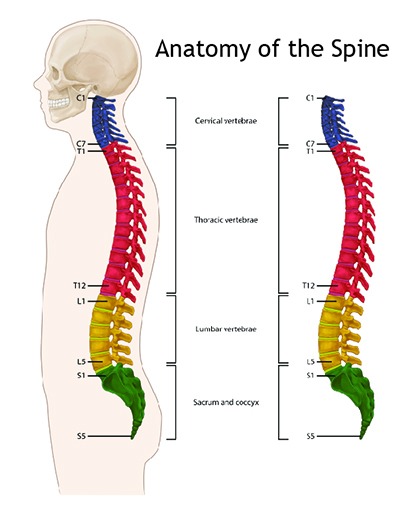 Anatomy of the Spine
C1
C1
Cervical vertebrae
C7
C7
T1
T1
Thoracic vertebrae
T12
T12
L1
L1
Lumbar vertebrae
L5
L5
S1
S1
Sacrum and coccyx
S5
S5